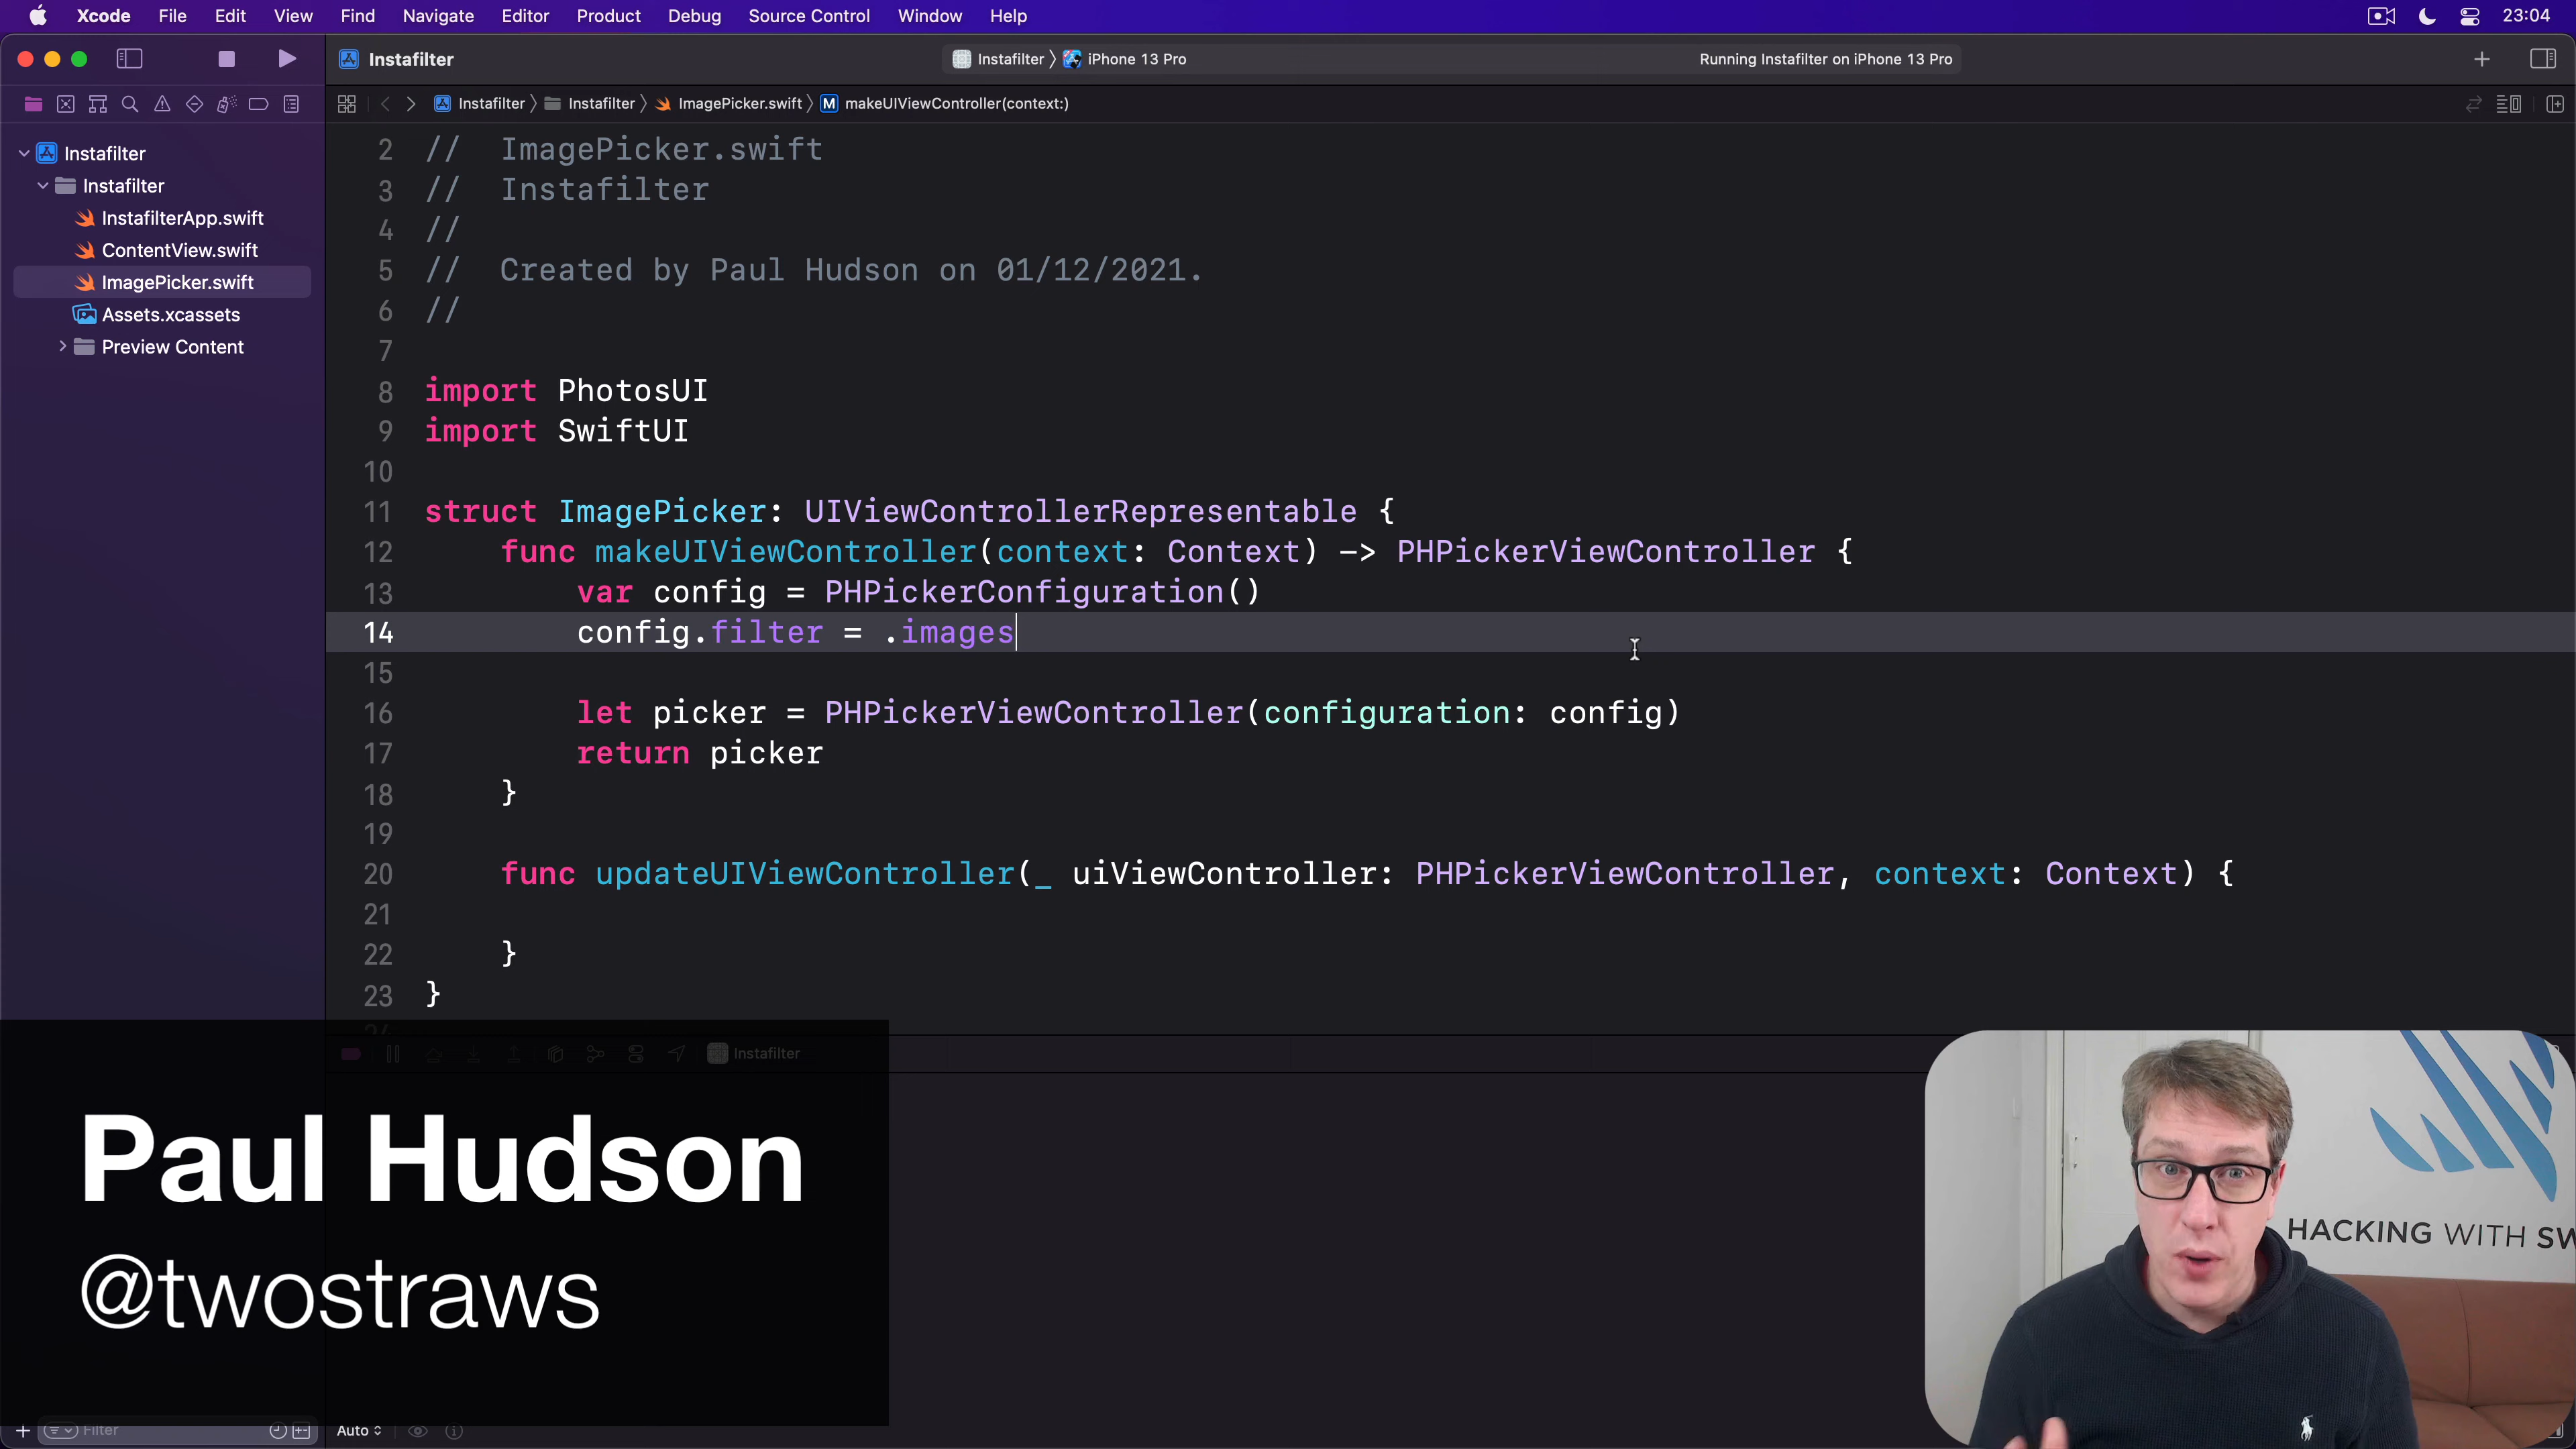 Xcode File Edit View Find Navigate Editor Product Debug Source Control Window Help 23:04
Instafilter Instafilter 〉 iPhone 13 Pro Running Instafilter on iPhone 13 Pro
Instafilter 〉 Instafilter 〉 ImagePicker.swift 〉 M makeUIViewController(context:)
Instafilter
Instafilter
InstafilterApp.swift
ContentView.swift
ImagePicker.swift
Assets.xcassets
Preview Content
2 //  ImagePicker.swift
3 //  Instafilter
4 //
5 //  Created by Paul Hudson on 01/12/2021.
6 //
7
8 import PhotosUI
9 import SwiftUI
10
11 struct ImagePicker: UIViewControllerRepresentable {
12     func makeUIViewController(context: Context) -> PHPickerViewController {
13         var config = PHPickerConfiguration()
14         config.filter = .images
15
16         let picker = PHPickerViewController(configuration: config)
17         return picker
18     }
19
20     func updateUIViewController(_ uiViewController: PHPickerViewController, context: Context) {
21
22     }
23 }
24
Instafilter
Paul Hudson
@twostraws
HACKING WITH SW
Filter
Auto